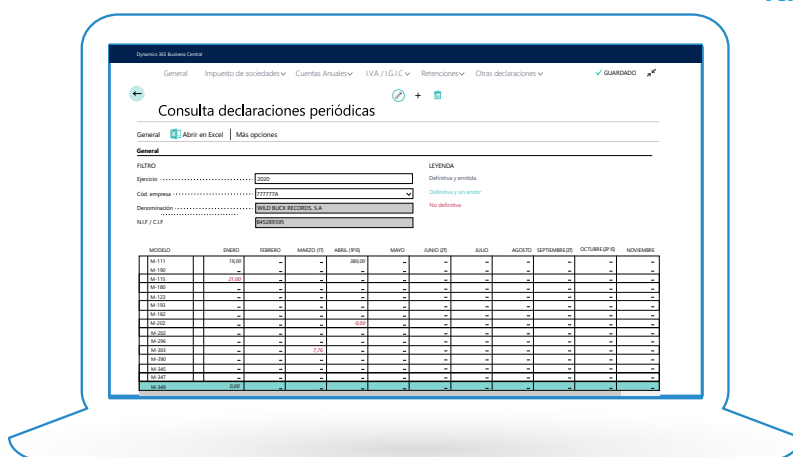 Dynamics 365 Business Central
General Impuesto de sociedades Cuentas Anuales I.V.A / I.G.I.C Retenciones Otras declaraciones GUARDADO
Consulta declaraciones periódicas
General Abrir en Excel Más opciones
General
FILTRO LEYENDA
Ejercicio 2020 Definitiva y emitida
Cód. empresa 777777A Definitiva y sin emitir
Denominación WILD BUCK RECORDS, S.A No definitiva
N.I.F / C.I.F B45289595
MODELO ENERO FEBRERO MARZO (1T) ABRIL (1P IS) MAYO JUNIO (2T) JULIO AGOSTO SEPTIEMBRE (3T) OCTUBRE (2P IS) NOVIEMBRE
M-111 19,00 - - 380,00 - - - - - - -
M-190 - - - - - - - - - - -
M-115 21,00 - - - - - - - - - -
M-180 - - - - - - - - - - -
M-123 - - - - - - - - - - -
M-193 - - - - - - - - - - -
M-182 - - - - - - - - - - -
M-202 - - - 0,00 - - - - - - -
M-202 - - - - - - - - - - -
M-296 - - - - - - - - - - -
M-303 - - 7,76 - - - - - - - -
M-390 - - - - - - - - - - -
M-345 - - - - - - - - - - -
M-347 - - - - - - - - - - -
M-349 0,00 - - - - - - - - - -